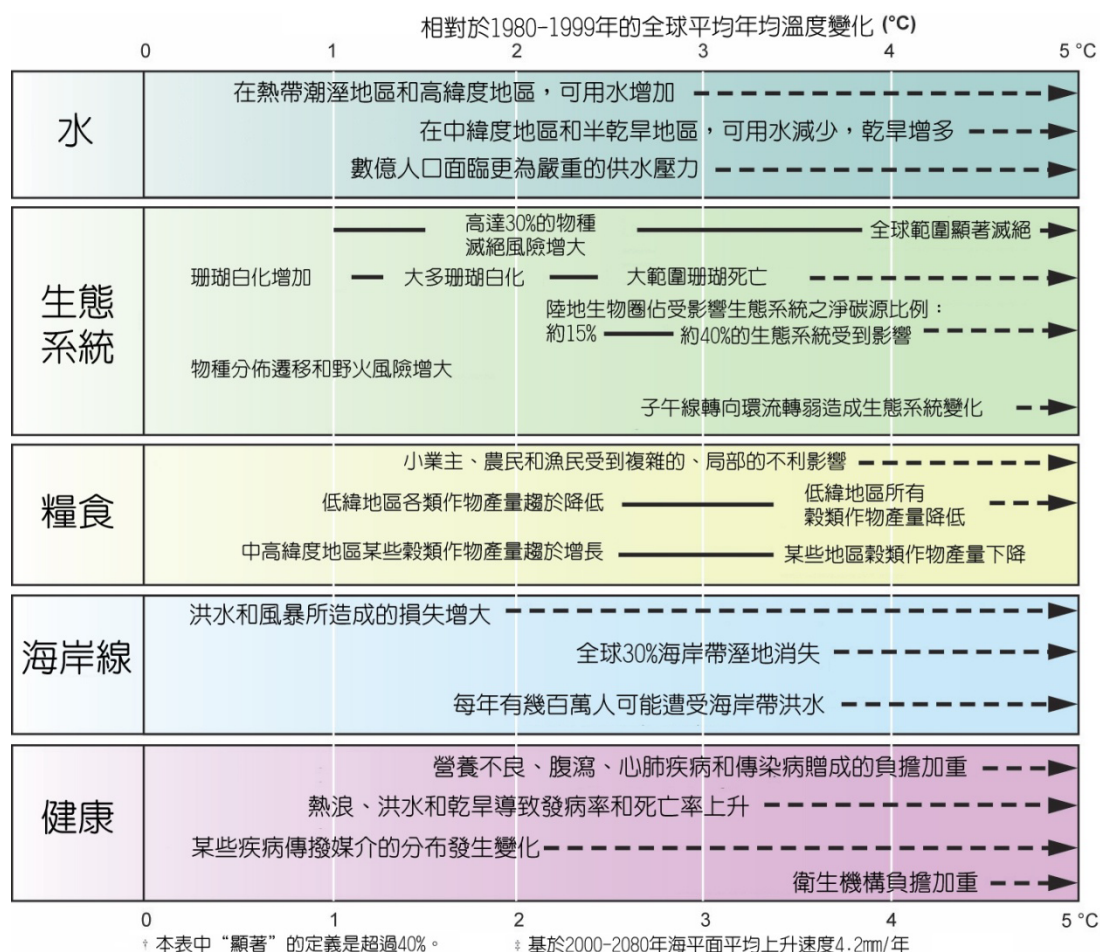 相對於1980-1999年的全球平均年均溫度變化 (°C)
0 1 2 3 4 5 °C
水
在熱帶潮溼地區和高緯度地區，可用水增加
在中緯度地區和半乾旱地區，可用水減少，乾旱增多
數億人口面臨更為嚴重的供水壓力
生態
系統
高達30%的物種
滅絕風險增大
全球範圍顯著滅絕
珊瑚白化增加 大多珊瑚白化 大範圍珊瑚死亡
陸地生物圈佔受影響生態系統之淨碳源比例：
約15% 約40%的生態系統受到影響
物種分佈遷移和野火風險增大
子午線轉向環流轉弱造成生態系統變化
糧食
小業主、農民和漁民受到複雜的、局部的不利影響
低緯地區各類作物產量趨於降低
低緯地區所有
穀類作物產量降低
中高緯度地區某些穀類作物產量趨於增長 某些地區穀類作物產量下降
海岸線
洪水和風暴所造成的損失增大
全球30%海岸帶溼地消失
每年有幾百萬人可能遭受海岸帶洪水
健康
營養不良、腹瀉、心肺疾病和傳染病贈成的負擔加重
熱浪、洪水和乾旱導致發病率和死亡率上升
某些疾病傳撥媒介的分布發生變化
衛生機構負擔加重
0 1 2 3 4 5 °C
† 本表中“顯著”的定義是超過40%。 ‡ 基於2000-2080年海平面平均上升速度4.2mm/年